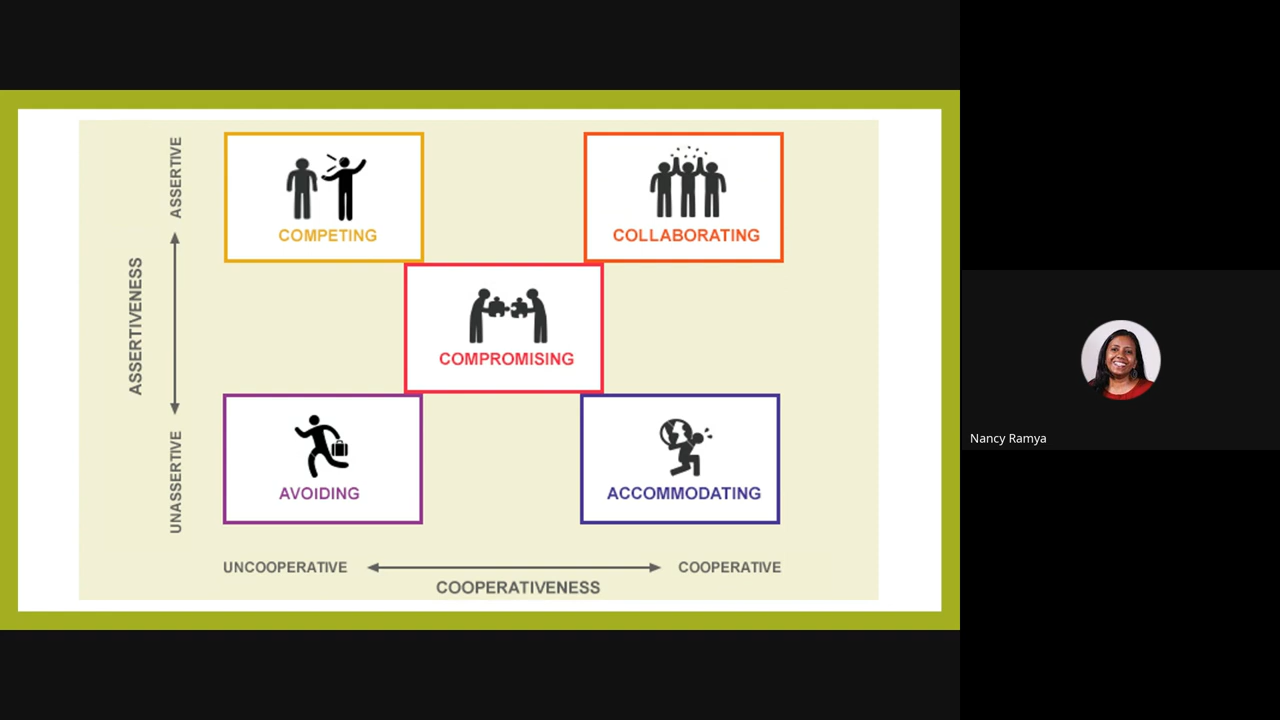 ASSERTIVE
ASSERTIVENESS
UNASSERTIVE
COMPETING
COLLABORATING
COMPROMISING
AVOIDING
ACCOMMODATING
UNCOOPERATIVE
COOPERATIVE
COOPERATIVENESS
Nancy Ramya